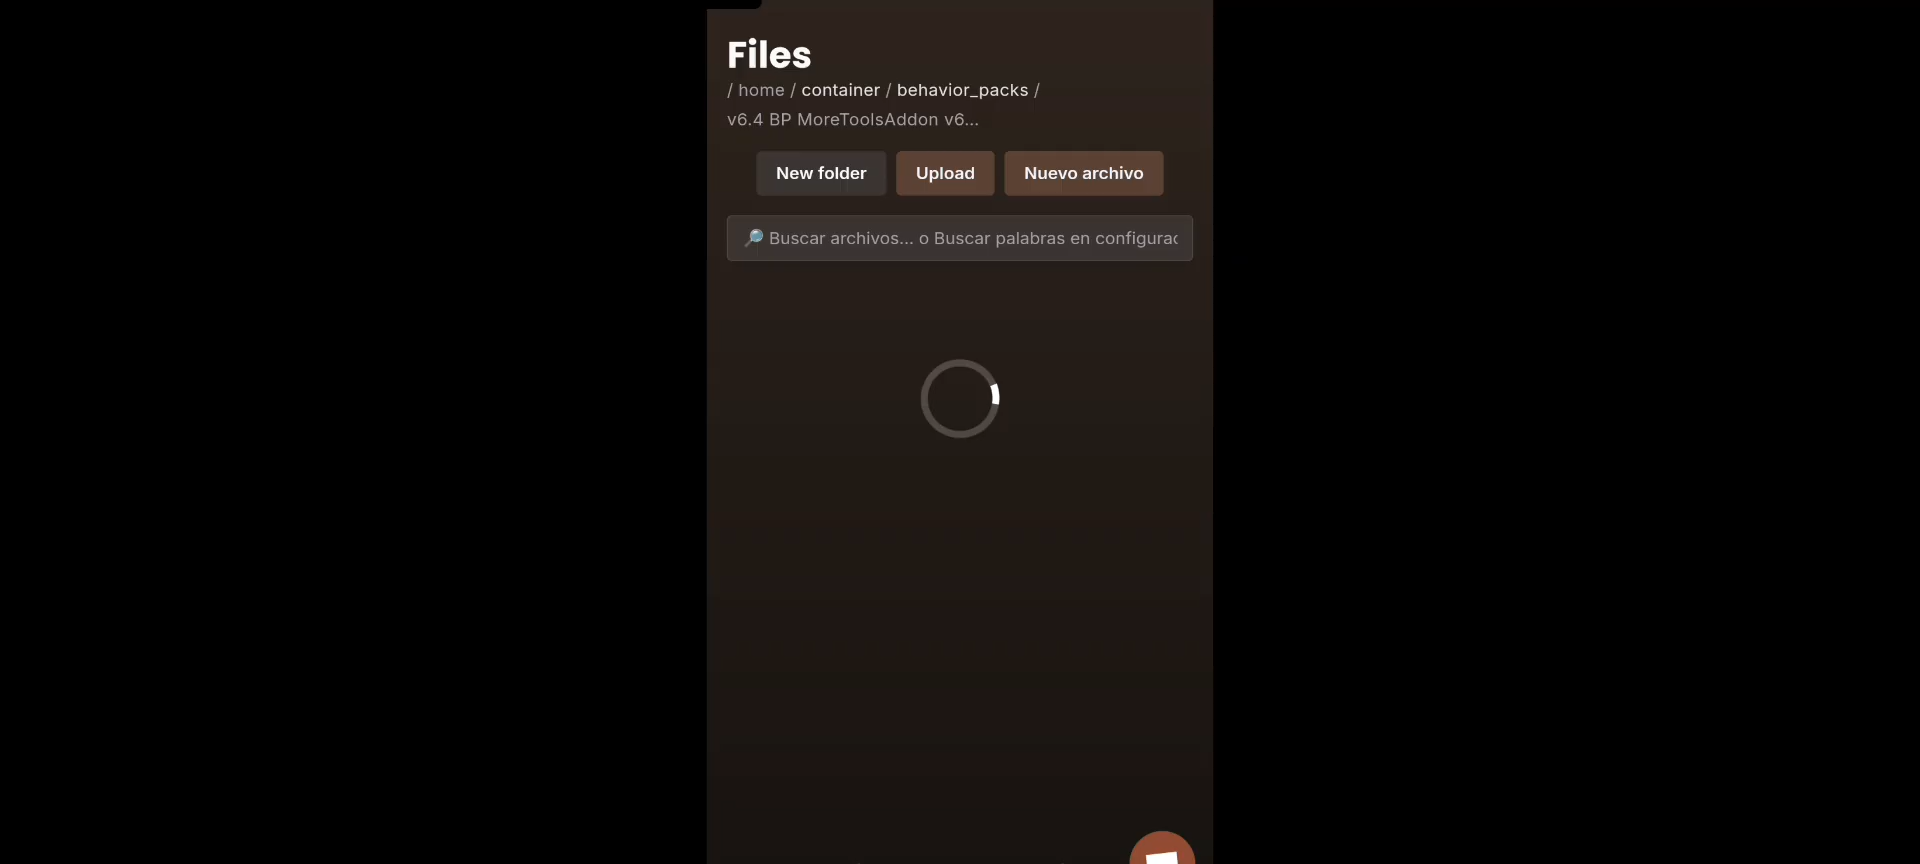 Files
/ home / container / behavior_packs /
v6.4 BP MoreToolsAddon v6...
New folder
Upload
Nuevo archivo
🔎 Buscar archivos... o Buscar palabras en configurac